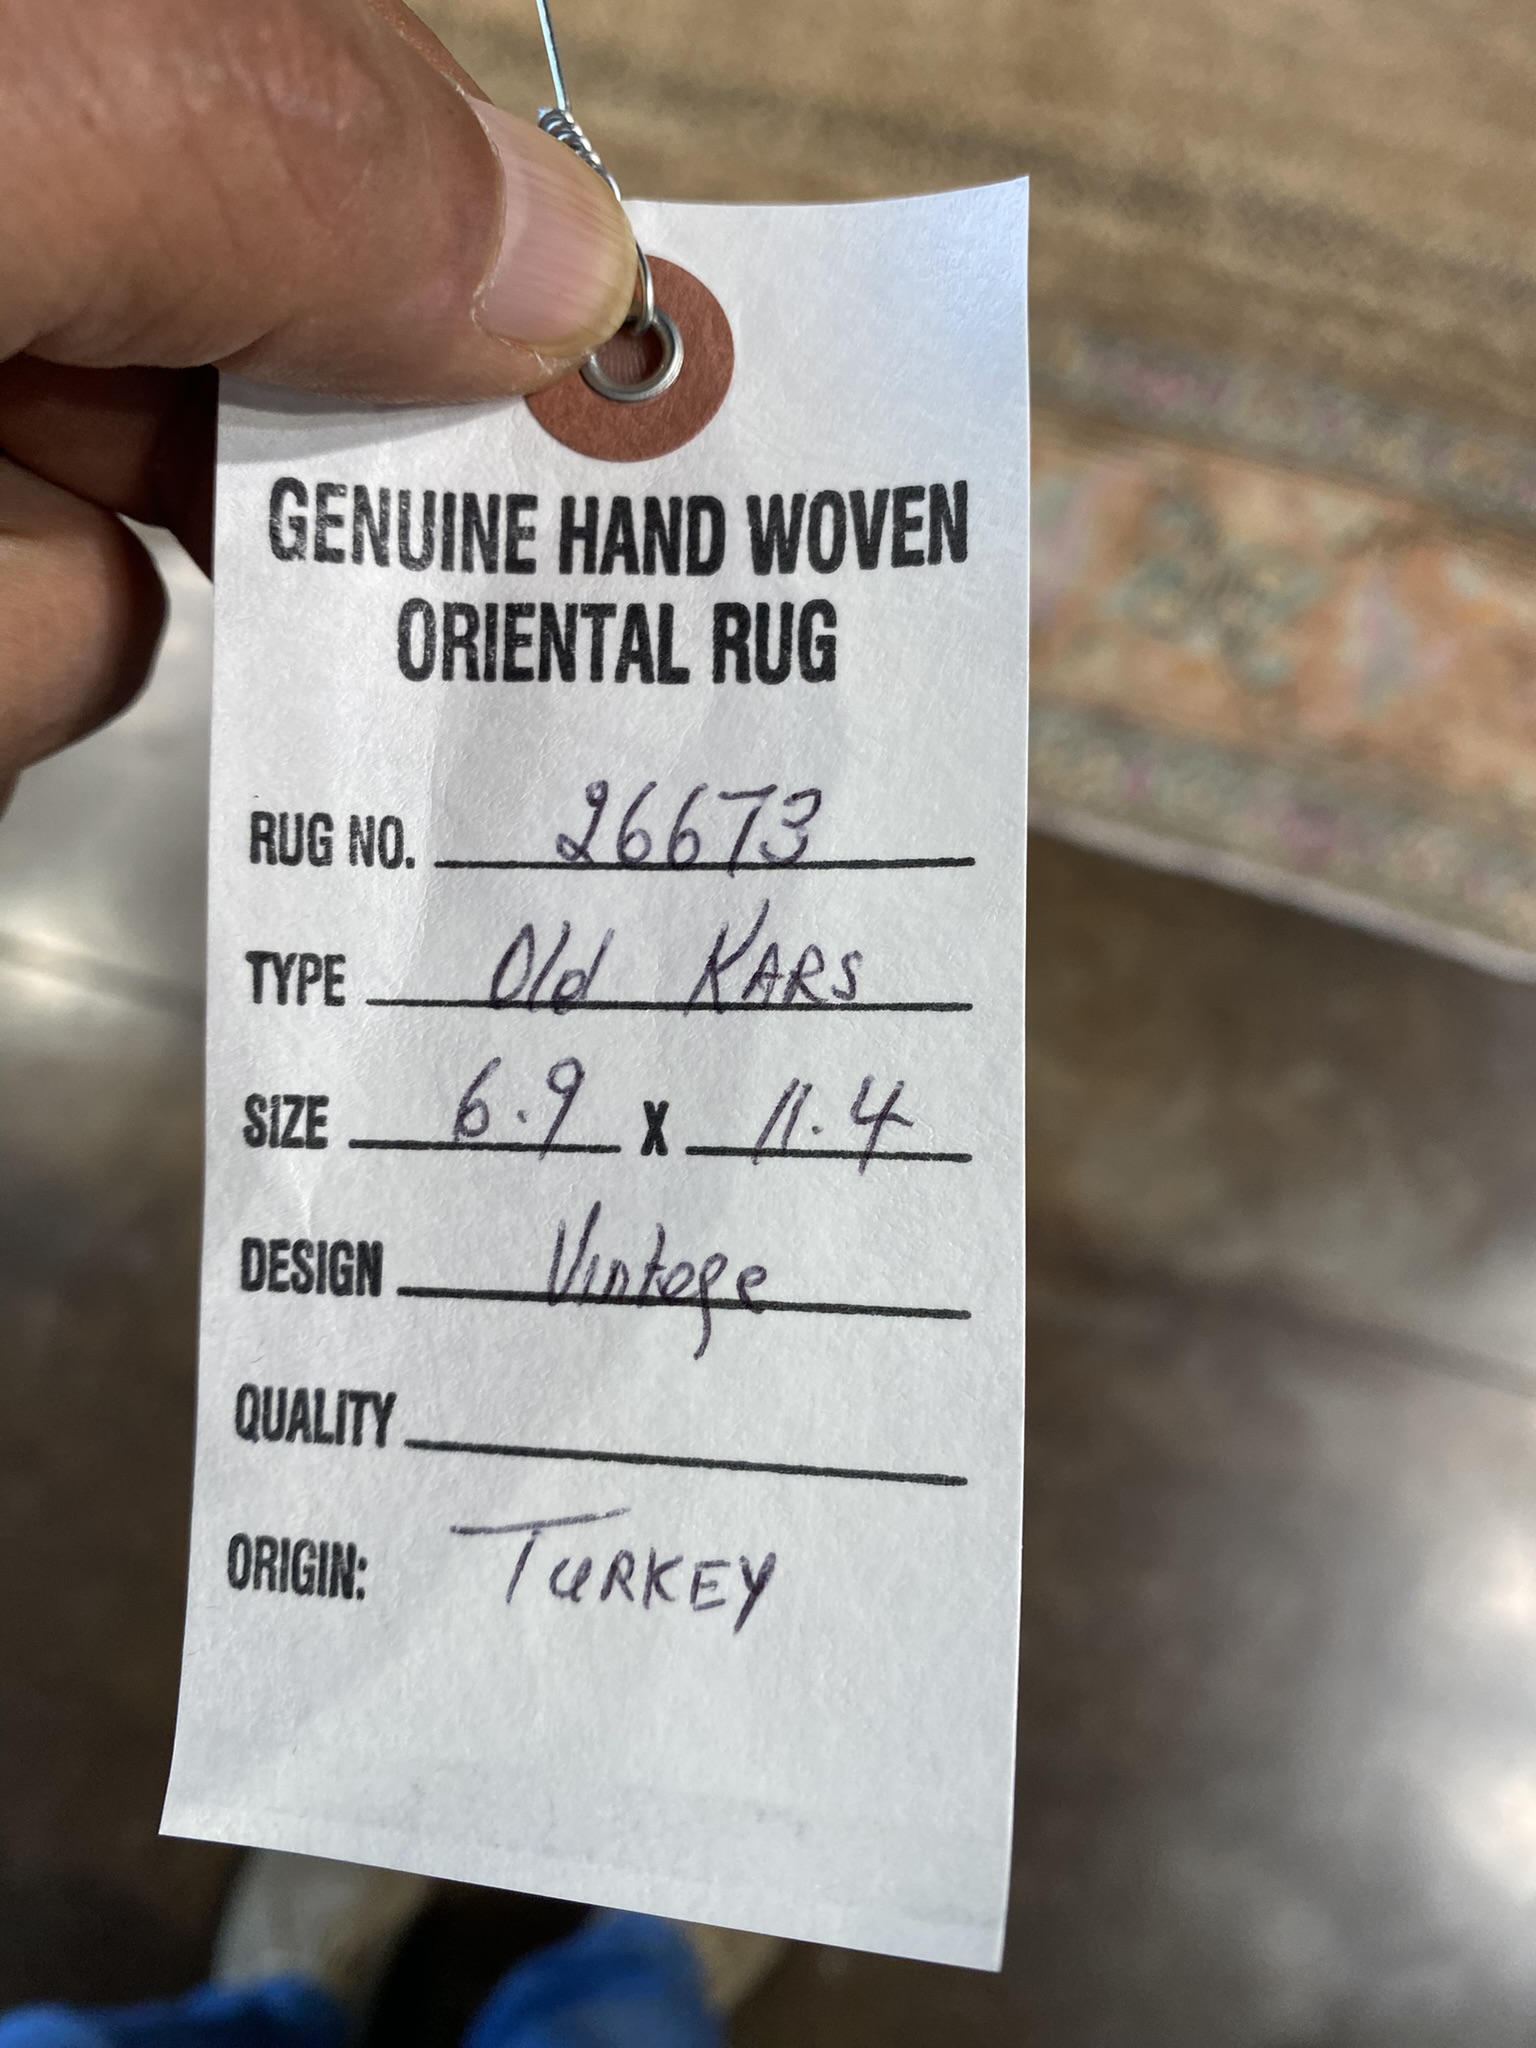 GENUINE HAND WOVEN
ORIENTAL RUG
RUG NO. 26673
TYPE Old KARS
SIZE 6.9 X 11.4
DESIGN Vintage
QUALITY
ORIGIN: TURKEY